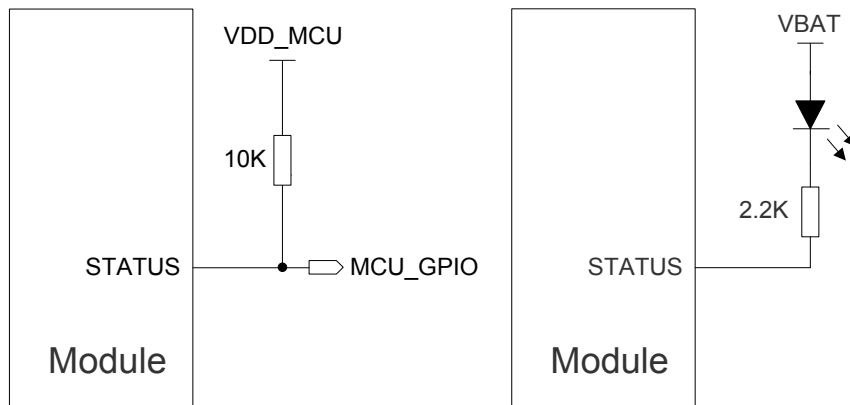 VDD_MCU
10K
STATUS
MCU_GPIO
Module
VBAT
2.2K
STATUS
Module